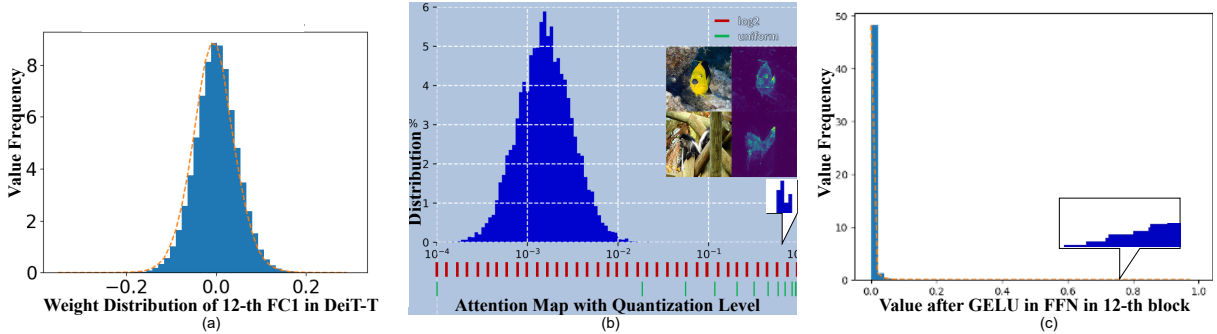 Value Frequency
8
6
4
2
0
−0.2
0.0
0.2
Weight Distribution of 12-th FC1 in DeiT-T
(a)
Distribution %
6%
5
4
3
2
1
0
10⁻⁴
10⁻³
10⁻²
10⁻¹
log2
uniform
Attention Map with Quantization Level
(b)
Value Frequency
50
40
30
20
10
0
0.0
0.2
0.4
0.6
0.8
1.0
Value after GELU in FFN in 12-th block
(c)